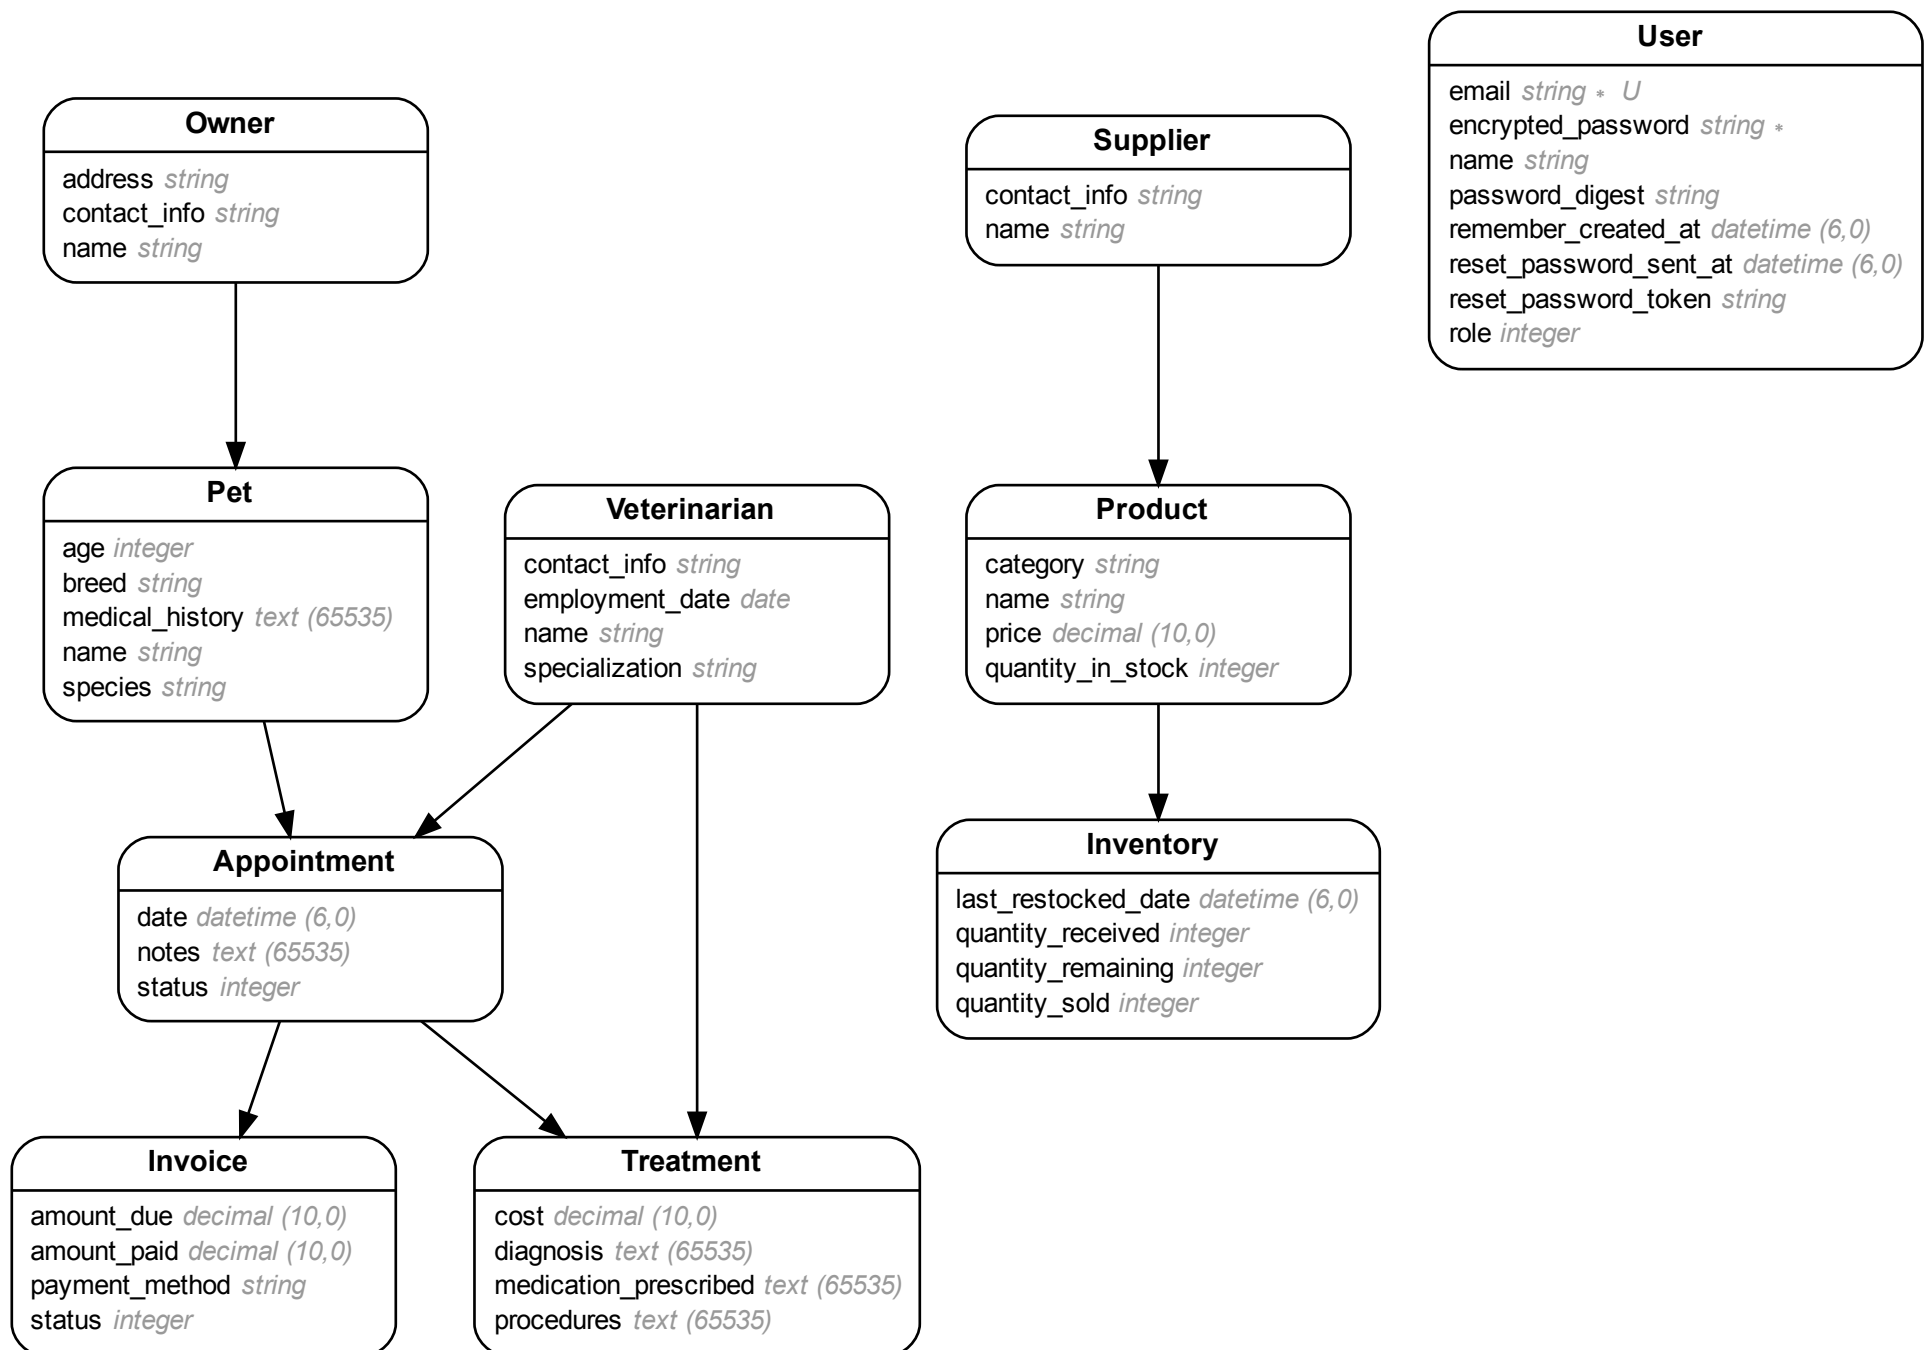 Owner
address string
contact_info string
name string
Supplier
contact_info string
name string
User
email string * U
encrypted_password string *
name string
password_digest string
remember_created_at datetime (6,0)
reset_password_sent_at datetime (6,0)
reset_password_token string
role integer
Pet
age integer
breed string
medical_history text (65535)
name string
species string
Veterinarian
contact_info string
employment_date date
name string
specialization string
Product
category string
name string
price decimal (10,0)
quantity_in_stock integer
Appointment
date datetime (6,0)
notes text (65535)
status integer
Inventory
last_restocked_date datetime (6,0)
quantity_received integer
quantity_remaining integer
quantity_sold integer
Invoice
amount_due decimal (10,0)
amount_paid decimal (10,0)
payment_method string
status integer
Treatment
cost decimal (10,0)
diagnosis text (65535)
medication_prescribed text (65535)
procedures text (65535)